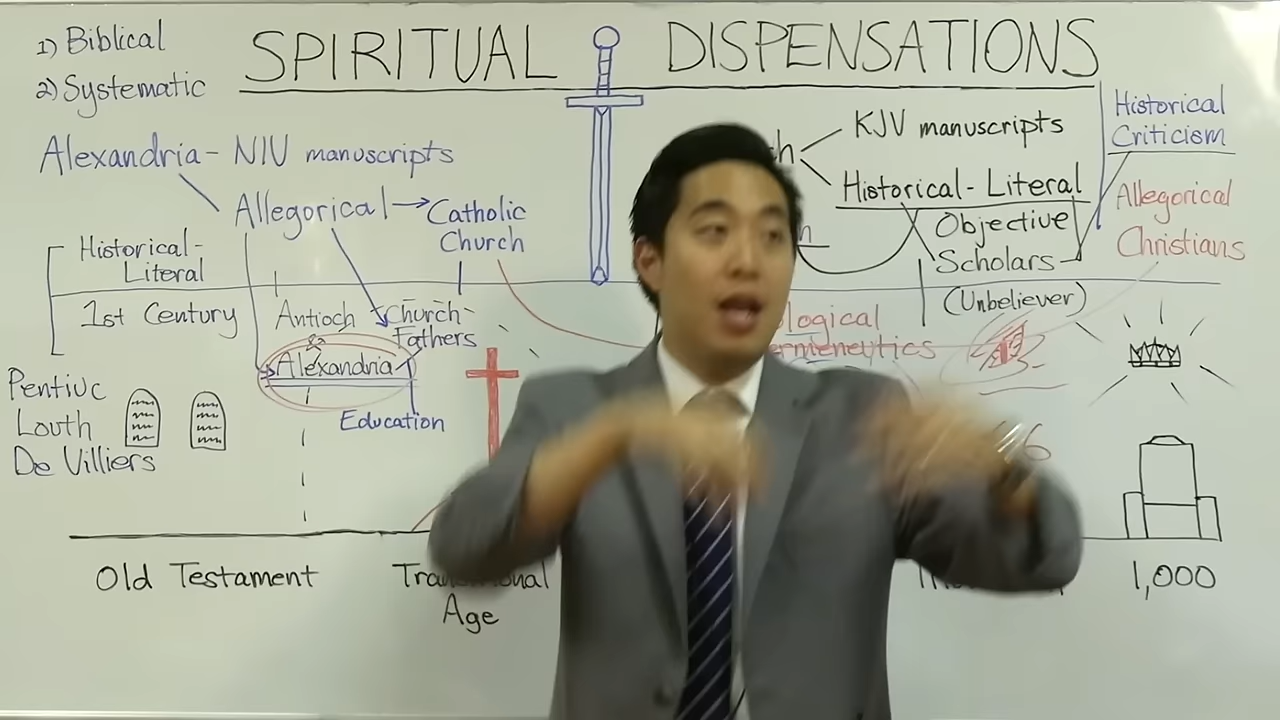 1) Biblical
2) Systematic
SPIRITUAL DISPENSATIONS
Alexandria - NIV manuscripts
Allegorical → Catholic
Church
Historical-
Literal
1st Century
Antioch
Church-
Fathers
Alexandria
Education
Pentiuc
Louth
De Villiers
KJV manuscripts
Historical - Literal
Objective
Scholars
(Unbeliever)
Historical
Criticism
Allegorical
Christians
Old Testament
Age
1,000